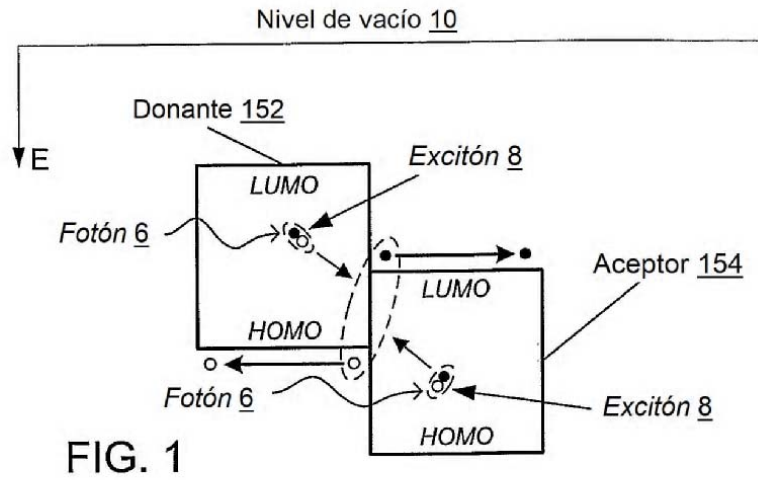 Nivel de vacío 10
Donante 152
E
LUMO
Excitón 8
Fotón 6
Aceptor 154
LUMO
HOMO
Fotón 6
Excitón 8
HOMO
FIG. 1